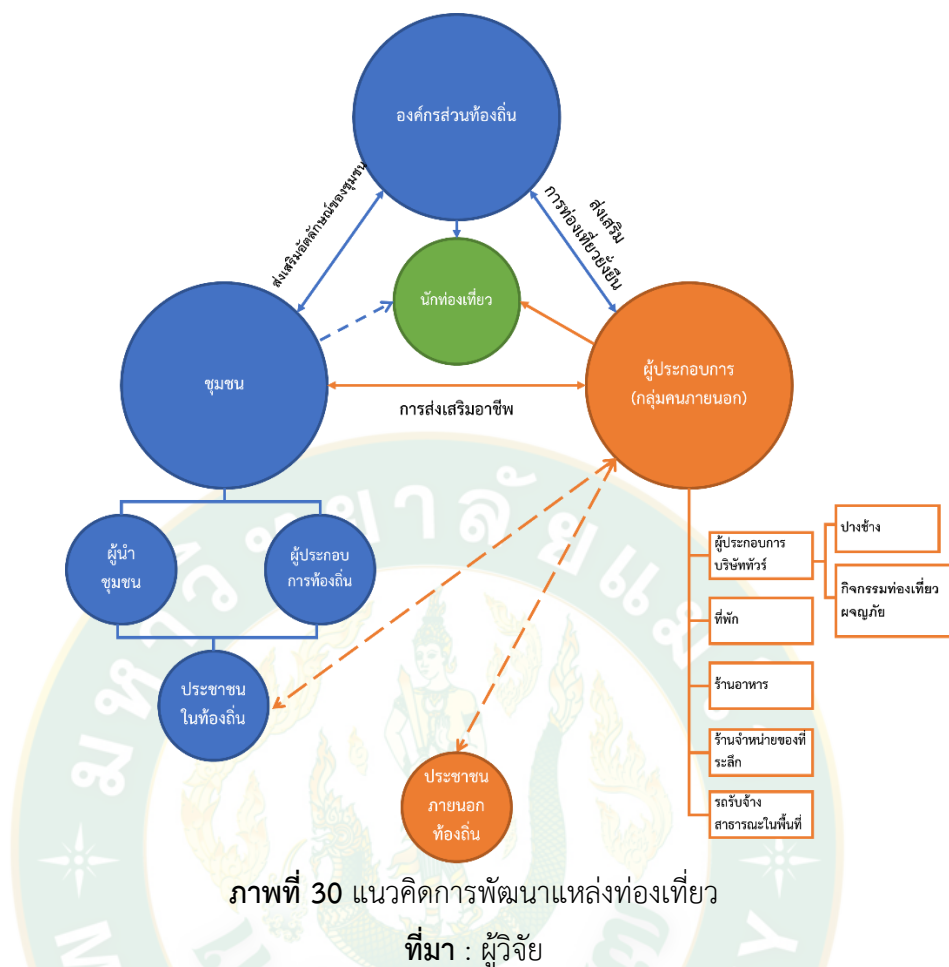 องค์กรส่วนท้องถิ่น
ส่งเสริมอัตลักษณ์ของชุมชน
ส่งเสริม
การท่องเที่ยวยั่งยืน
นักท่องเที่ยว
ชุมชน
ผู้ประกอบการ
(กลุ่มคนภายนอก)
การส่งเสริมอาชีพ
ผู้นำ
ชุมชน
ผู้ประกอบ
การท้องถิ่น
ประชาชน
ในท้องถิ่น
ประชาชน
ภายนอก
ท้องถิ่น
ผู้ประกอบการ
บริษัททัวร์
ปางช้าง
กิจกรรมท่องเที่ยว
ผจญภัย
ที่พัก
ร้านอาหาร
ร้านจำหน่ายของที่
ระลึก
รถรับจ้าง
สาธารณะในพื้นที่
ภาพที่ 30 แนวคิดการพัฒนาแหล่งท่องเที่ยว
ที่มา : ผู้วิจัย